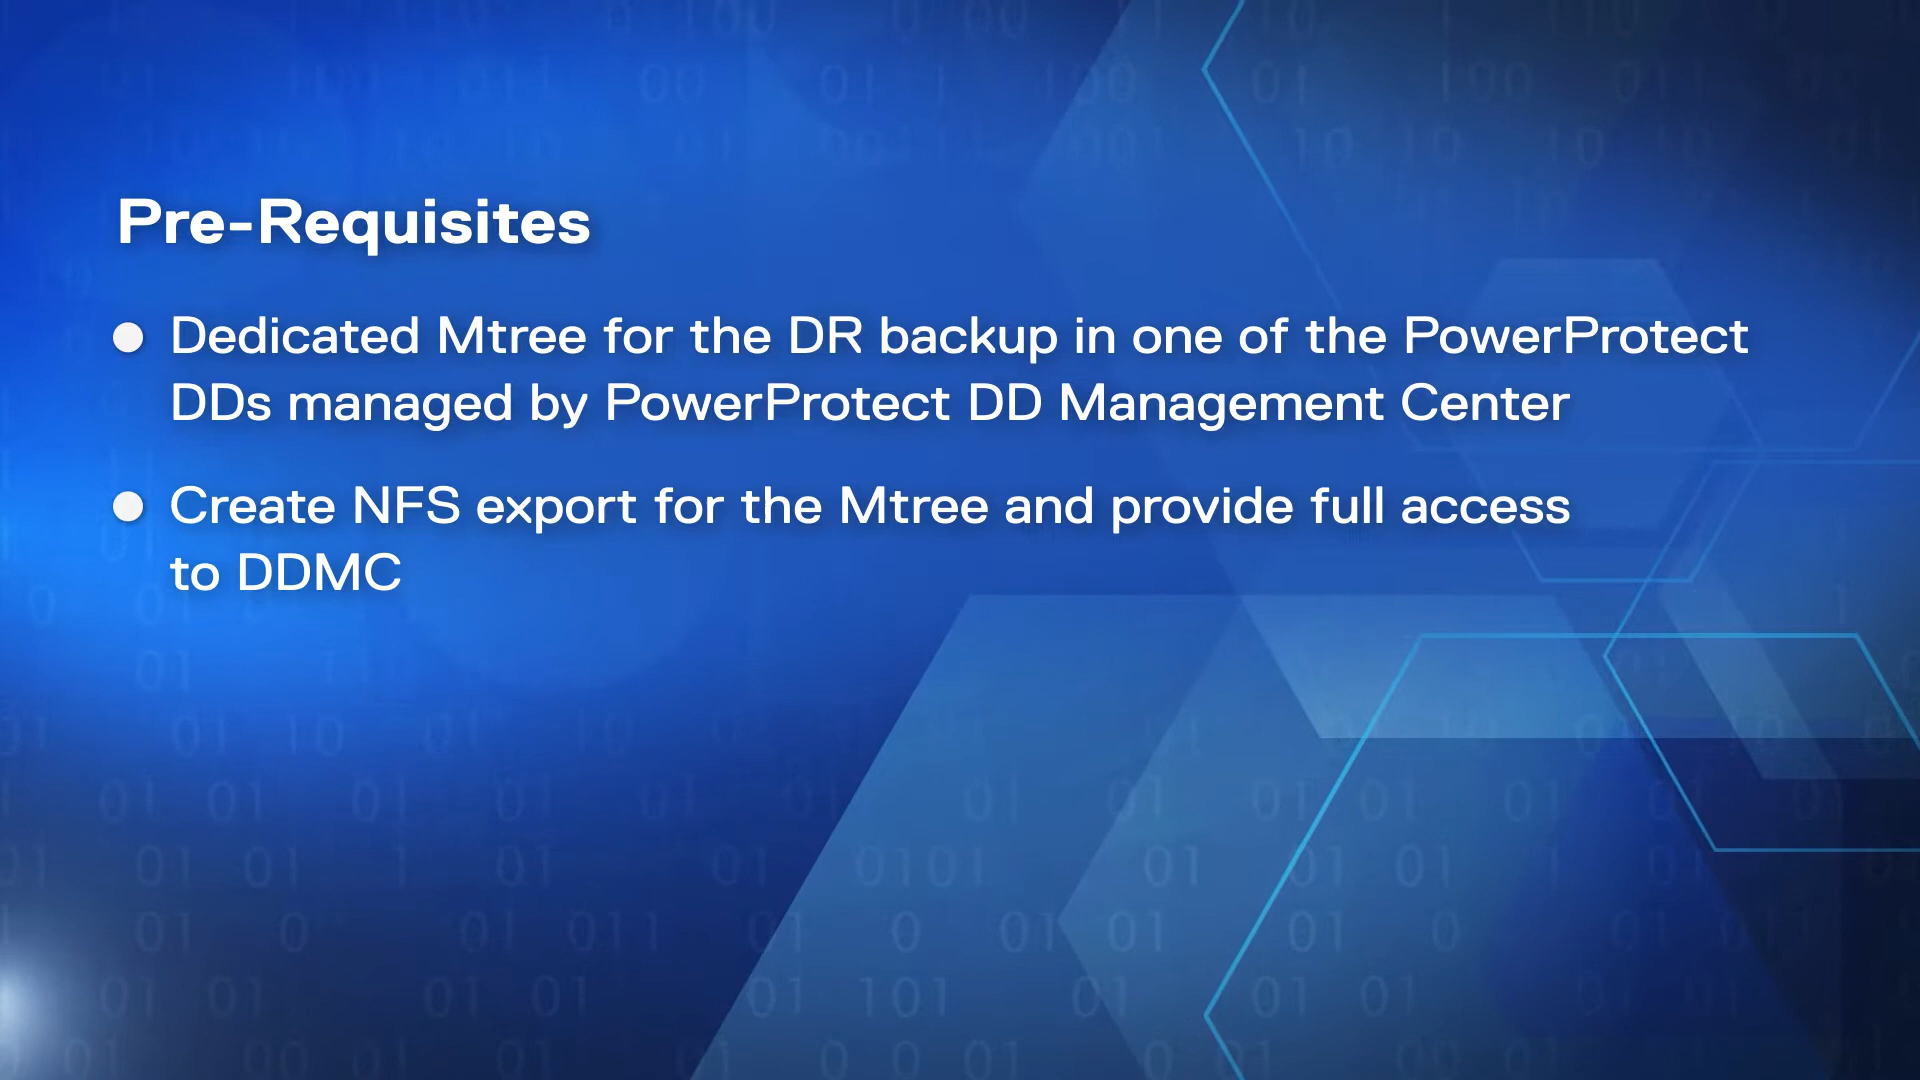 Pre-Requisites
Dedicated Mtree for the DR backup in one of the PowerProtect
DDs managed by PowerProtect DD Management Center
Create NFS export for the Mtree and provide full access
to DDMC